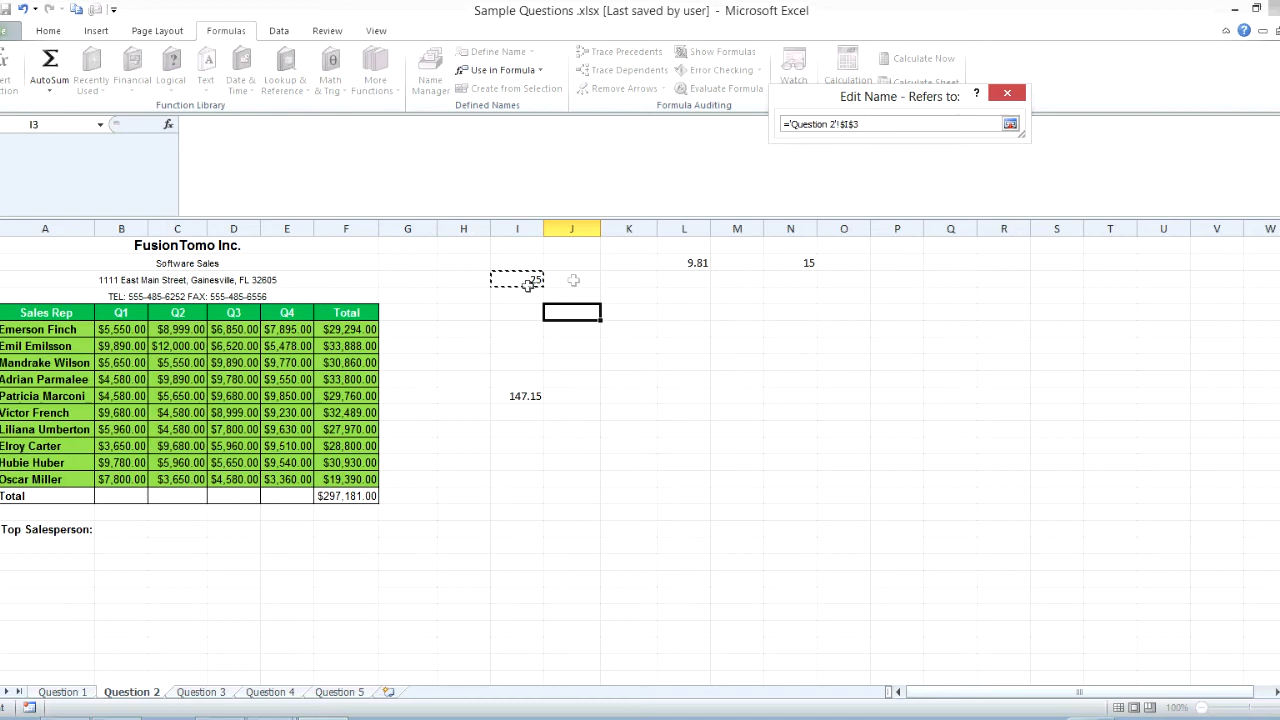 Sample Questions .xlsx [Last saved by user] - Microsoft Excel
Home Insert Page Layout Formulas Data Review View
AutoSum Recently Used Financial Logical Text Date & Time Lookup & Reference Math & Trig More Functions
Function Library
Name Manager
Define Name
Use in Formula
Create from Selection
Defined Names
Trace Precedents Show Formulas
Trace Dependents Error Checking
Remove Arrows Evaluate Formula
Formula Auditing
Watch
Calculation
Calculate Now
Calculate Sheet
Edit Name - Refers to: ?
='Question 2'!$I$3
I3 fx
A B C D E F G H I J K L M N O P Q R S T U V W
FusionTomo Inc.
Software Sales 9.81 15
1111 East Main Street, Gainesville, FL 32605 25
TEL: 555-485-6252 FAX: 555-485-6556
Sales Rep Q1 Q2 Q3 Q4 Total
Emerson Finch $5,550.00 $8,999.00 $6,850.00 $7,895.00 $29,294.00
Emil Emilsson $9,890.00 $12,000.00 $6,520.00 $5,478.00 $33,888.00
Mandrake Wilson $5,650.00 $5,550.00 $9,890.00 $9,770.00 $30,860.00
Adrian Parmalee $4,580.00 $9,890.00 $9,780.00 $9,550.00 $33,800.00
Patricia Marconi $4,580.00 $5,650.00 $9,680.00 $9,850.00 $29,760.00 147.15
Victor French $9,680.00 $4,580.00 $8,999.00 $9,230.00 $32,489.00
Liliana Umberton $5,960.00 $4,580.00 $7,800.00 $9,630.00 $27,970.00
Elroy Carter $3,650.00 $9,680.00 $5,960.00 $9,510.00 $28,800.00
Hubie Huber $9,780.00 $5,960.00 $5,650.00 $9,540.00 $30,930.00
Oscar Miller $7,800.00 $3,650.00 $4,580.00 $3,360.00 $19,390.00
Total $297,181.00
Top Salesperson:
Question 1 Question 2 Question 3 Question 4 Question 5
100%